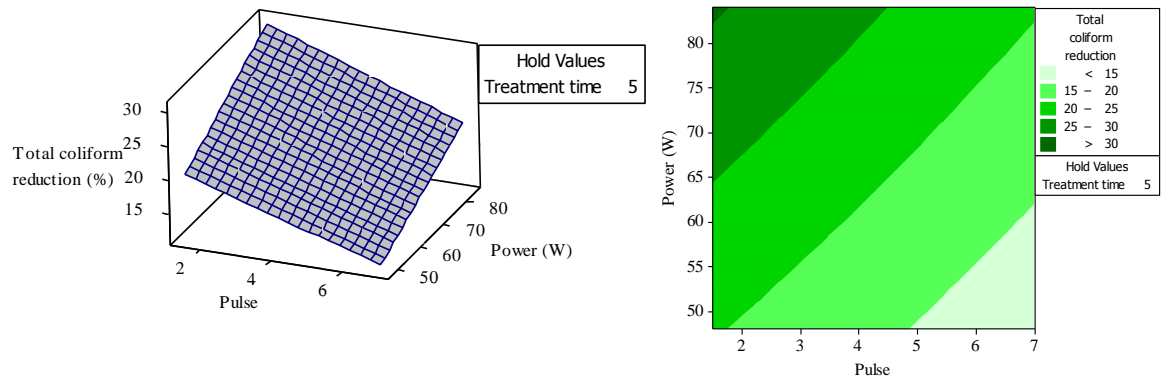 Hold Values
Treatment time 5
30
25
20
15
Total coliform
reduction (%)
2
4
6
Pulse
50
60
70
80
Power (W)
80
75
70
65
60
55
50
Power (W)
2 3 4 5 6 7
Pulse
Total
coliform
reduction
< 15
15 – 20
20 – 25
25 – 30
> 30
Hold Values
Treatment time 5